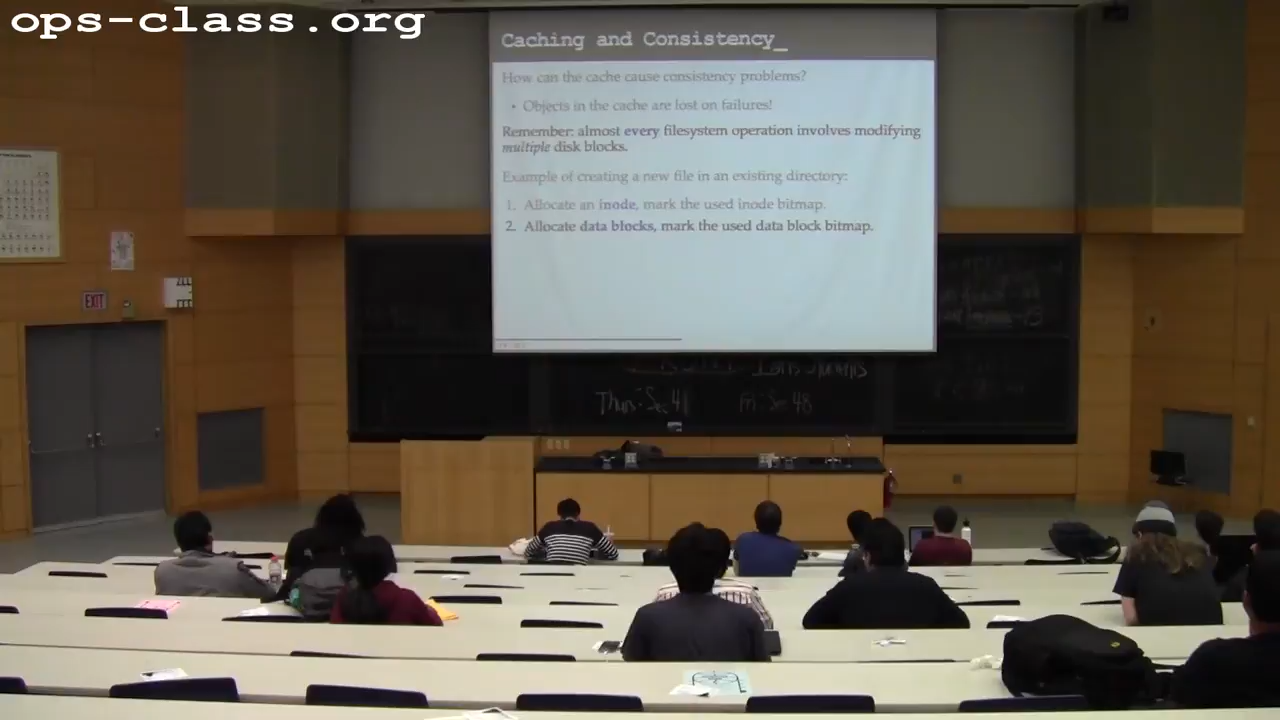 ops-class.org
Caching and Consistency_
How can the cache cause consistency problems?
• Objects in the cache are lost on failures!
Remember: almost every filesystem operation involves modifying
multiple disk blocks.
Example of creating a new file in an existing directory:
1. Allocate an inode, mark the used inode bitmap.
2. Allocate data blocks, mark the used data block bitmap.
EXIT
Thurs: Sec 41
Fri: Sec 48